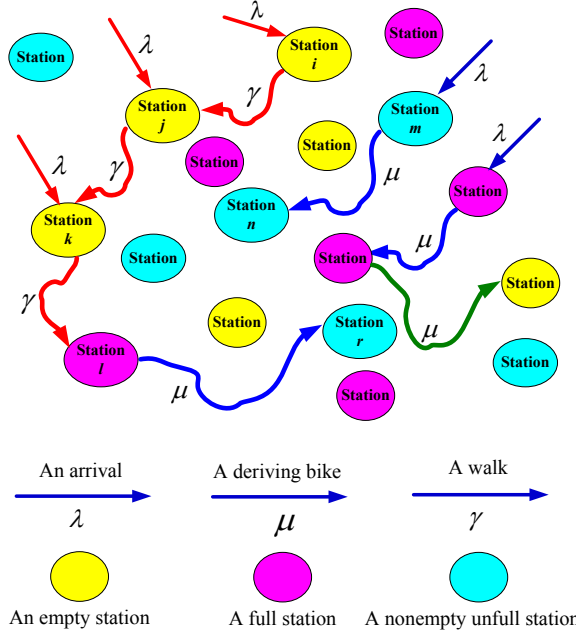 λ
λ
Station
Station
i
Station
λ
γ
Station
j
Station
m
Station
λ
μ
γ
Station
λ
Station
k
Station
n
Station
μ
Station
Station
γ
Station
Station
Station
r
μ
Station
l
Station
μ
Station
An arrival
A deriving bike
A walk
λ
μ
γ
An empty station
A full station
A nonempty unfull station